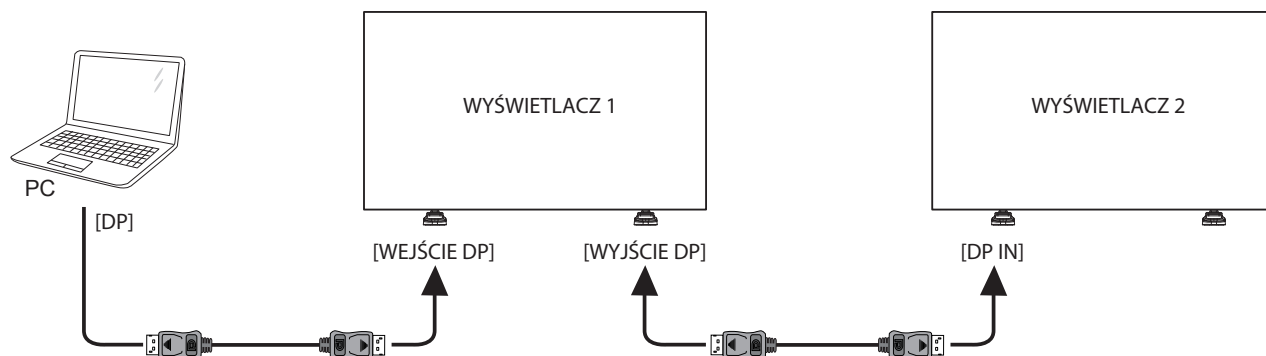 WYŚWIETLACZ 1
WYŚWIETLACZ 2
PC
[DP]
[WEJŚCIE DP]
[WYJŚCIE DP]
[DP IN]